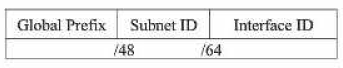 Global Prefix Subnet ID Interface ID
/48 /64